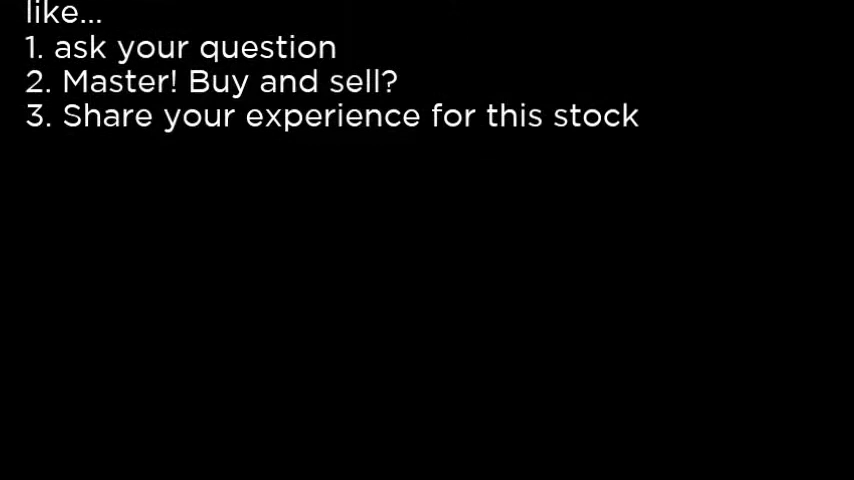 like...
1. ask your question
2. Master! Buy and sell?
3. Share your experience for this stock